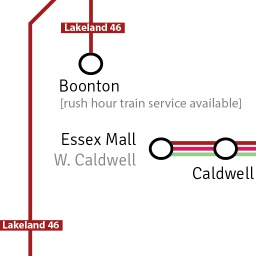 Lakeland 46
Boonton
[rush hour train service available]
Essex Mall
W. Caldwell
Caldwell
Lakeland 46